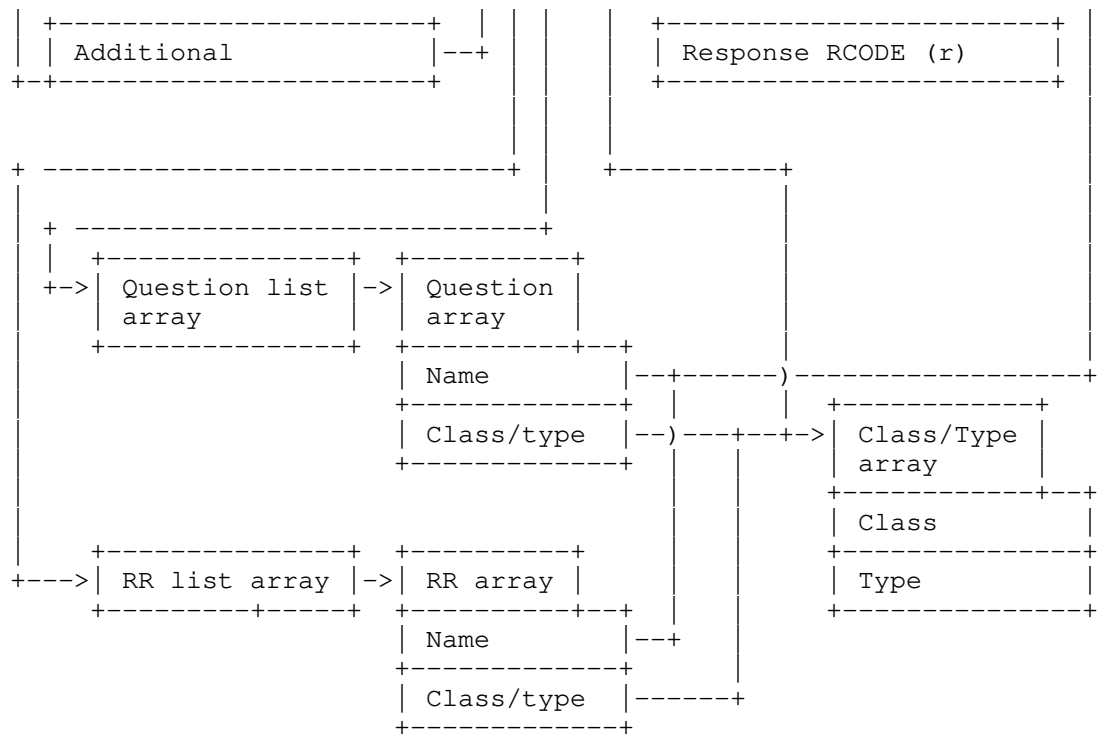 Additional Response RCODE (r)
Question list Question
array array
Name
Class/type Class/Type
array
Class
RR list array RR array Type
Name
Class/type